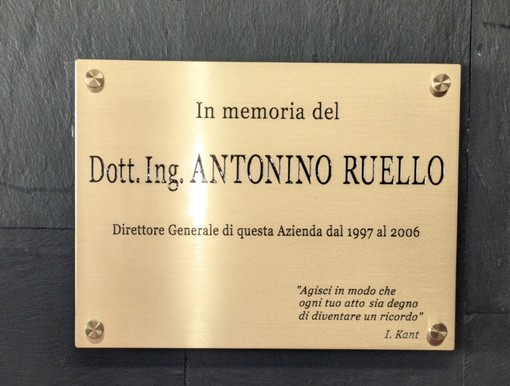 In memoria del
Dott. Ing. ANTONINO RUELLO
Direttore Generale di questa Azienda dal 1997 al 2006
"Agisci in modo che
ogni tuo atto sia degno
di diventare un ricordo"
I. Kant